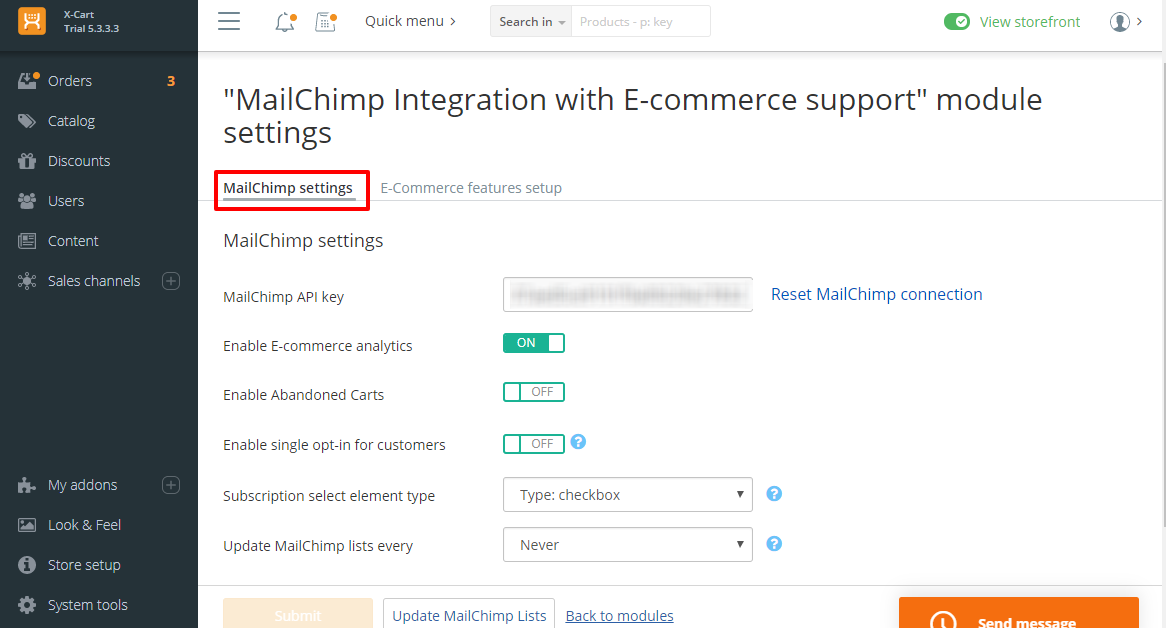 X-Cart
Trial 5.3.3.3
Quick menu
Search in
Products - p: key
View storefront
Orders 3
Catalog
Discounts
Users
Content
Sales channels
My addons
Look & Feel
Store setup
System tools
"MailChimp Integration with E-commerce support" module
settings
MailChimp settings
E-Commerce features setup
MailChimp settings
MailChimp API key
Reset MailChimp connection
Enable E-commerce analytics
ON
Enable Abandoned Carts
OFF
Enable single opt-in for customers
OFF
?
Subscription select element type
Type: checkbox
?
Update MailChimp lists every
Never
?
Submit
Update MailChimp Lists
Back to modules
Send message